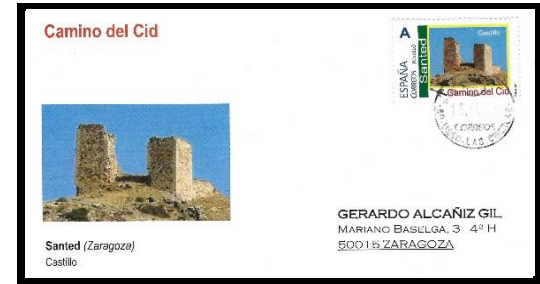 Camino del Cid
A
Castillo
ESPAÑA
CORREOS
Santed
Camino del Cid
CORREOS
GERARDO ALCAÑIZ GIL
MARIANO BASELGA, 3 4º H
50015 ZARAGOZA
Santed (Zaragoza)
Castillo